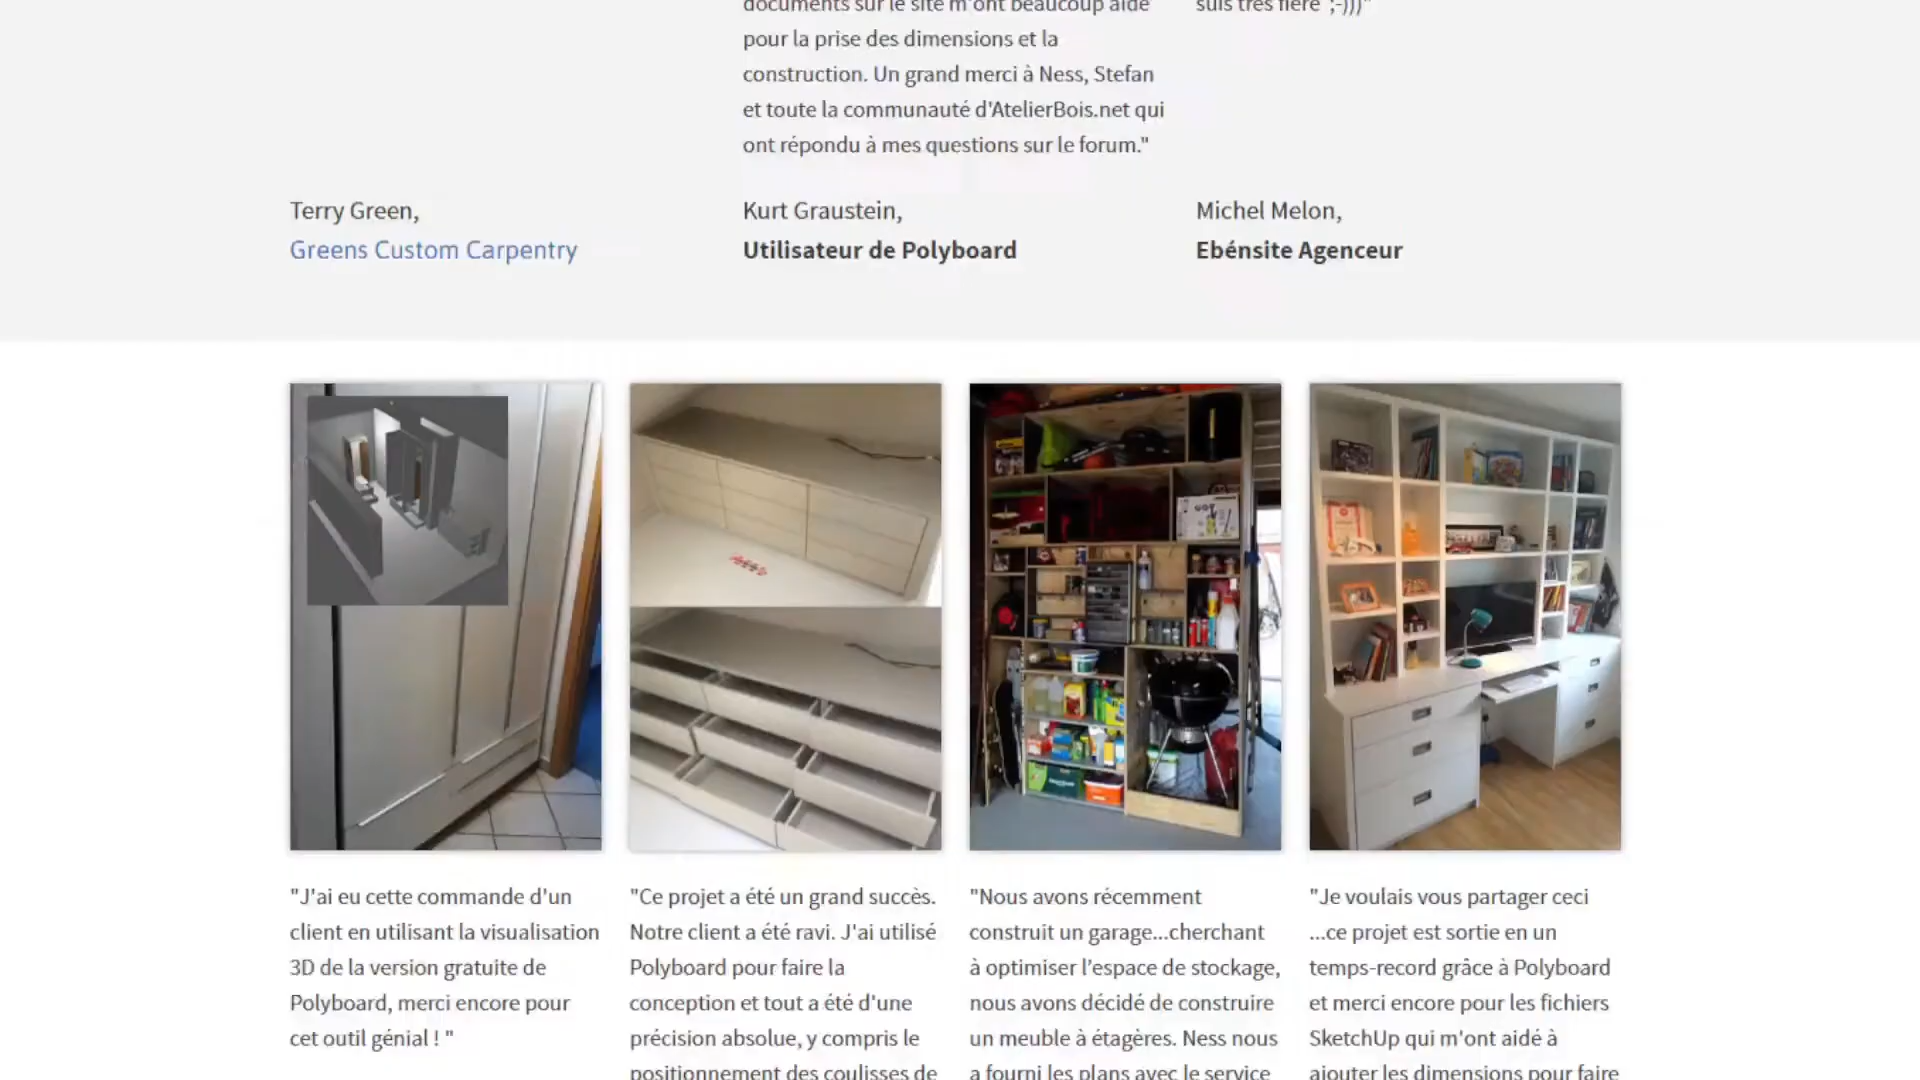 documents sur le site m'ont beaucoup aidé
pour la prise des dimensions et la
construction. Un grand merci à Ness, Stefan
et toute la communauté d'AtelierBois.net qui
ont répondu à mes questions sur le forum."
suis très fière ;-)))"
Terry Green,
Greens Custom Carpentry
Kurt Graustein,
Utilisateur de Polyboard
Michel Melon,
Ebénsite Agenceur
"J'ai eu cette commande d'un
client en utilisant la visualisation
3D de la version gratuite de
Polyboard, merci encore pour
cet outil génial ! "
"Ce projet a été un grand succès.
Notre client a été ravi. J'ai utilisé
Polyboard pour faire la
conception et tout a été d'une
précision absolue, y compris le
positionnement des coulisses de
"Nous avons récemment
construit un garage...cherchant
à optimiser l’espace de stockage,
nous avons décidé de construire
un meuble à étagères. Ness nous
a fourni les plans avec le service
"Je voulais vous partager ceci
...ce projet est sortie en un
temps-record grâce à Polyboard
et merci encore pour les fichiers
SketchUp qui m'ont aidé à
ajouter les dimensions pour faire